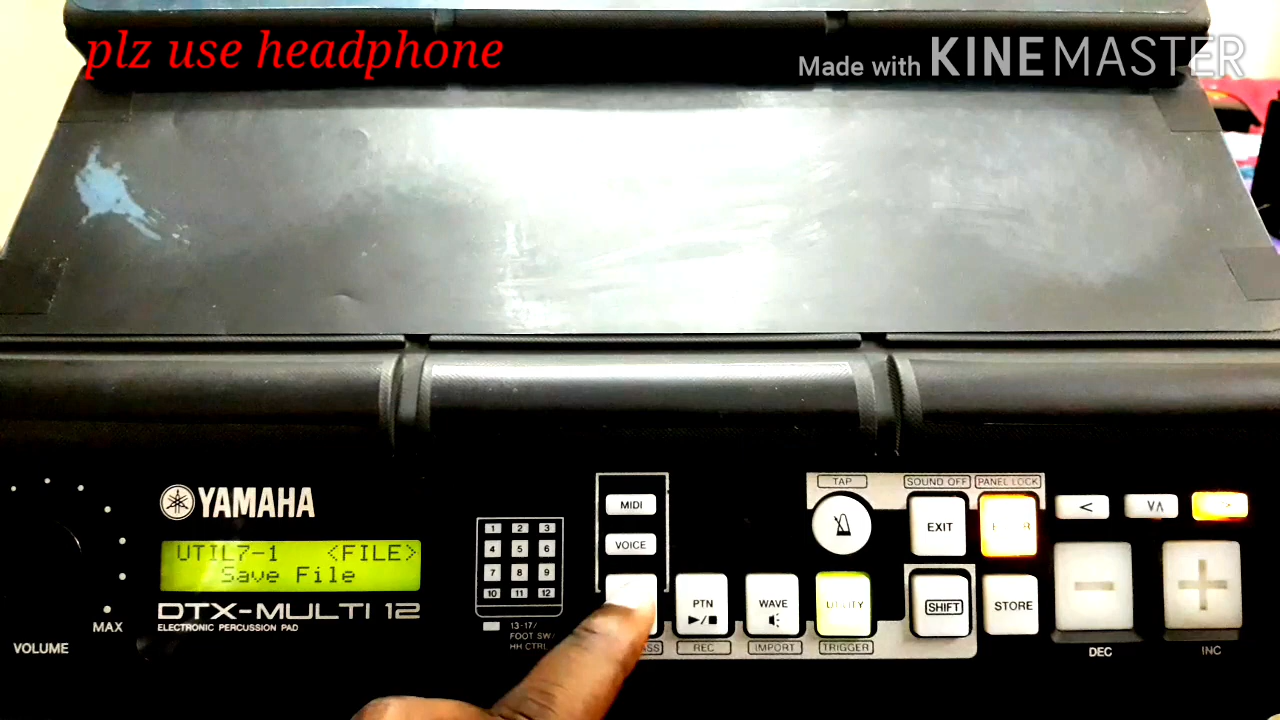 plz use headphone
Made with KINEMASTER
YAMAHA
UTIL7-1 <FILE>
Save File
DTX-MULTI 12
ELECTRONIC PERCUSSION PAD
MAX
VOLUME
1 2 3
4 5 6
7 8 9
10 11 12
13-17/
FOOT SW/
HH CTRL
MIDI
VOICE
PTN
REC
WAVE
IMPORT
UTILITY
TRIGGER
TAP
SOUND OFF
PANEL LOCK
EXIT
SHIFT
STORE
<
VΛ
DEC
INC